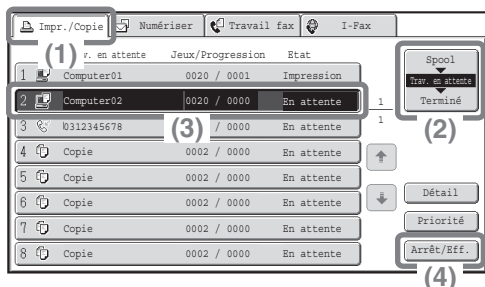 Impr./Copie Numériser Travail fax I-Fax
(1)
Trav. en attente Jeux/Progression Etat
1 Computer01 0020 / 0001 Impression
2 Computer02 0020 / 0000 En attente
3 0312345678 / 0000 En attente
(3)
4 Copie 0002 / 0000 En attente
5 Copie 0002 / 0000 En attente
6 Copie 0002 / 0000 En attente
7 Copie 0002 / 0000 En attente
8 Copie 0002 / 0000 En attente
1
1
Spool
Trav. en attente
Terminé
(2)
Détail
Priorité
Arrêt/Eff.
(4)